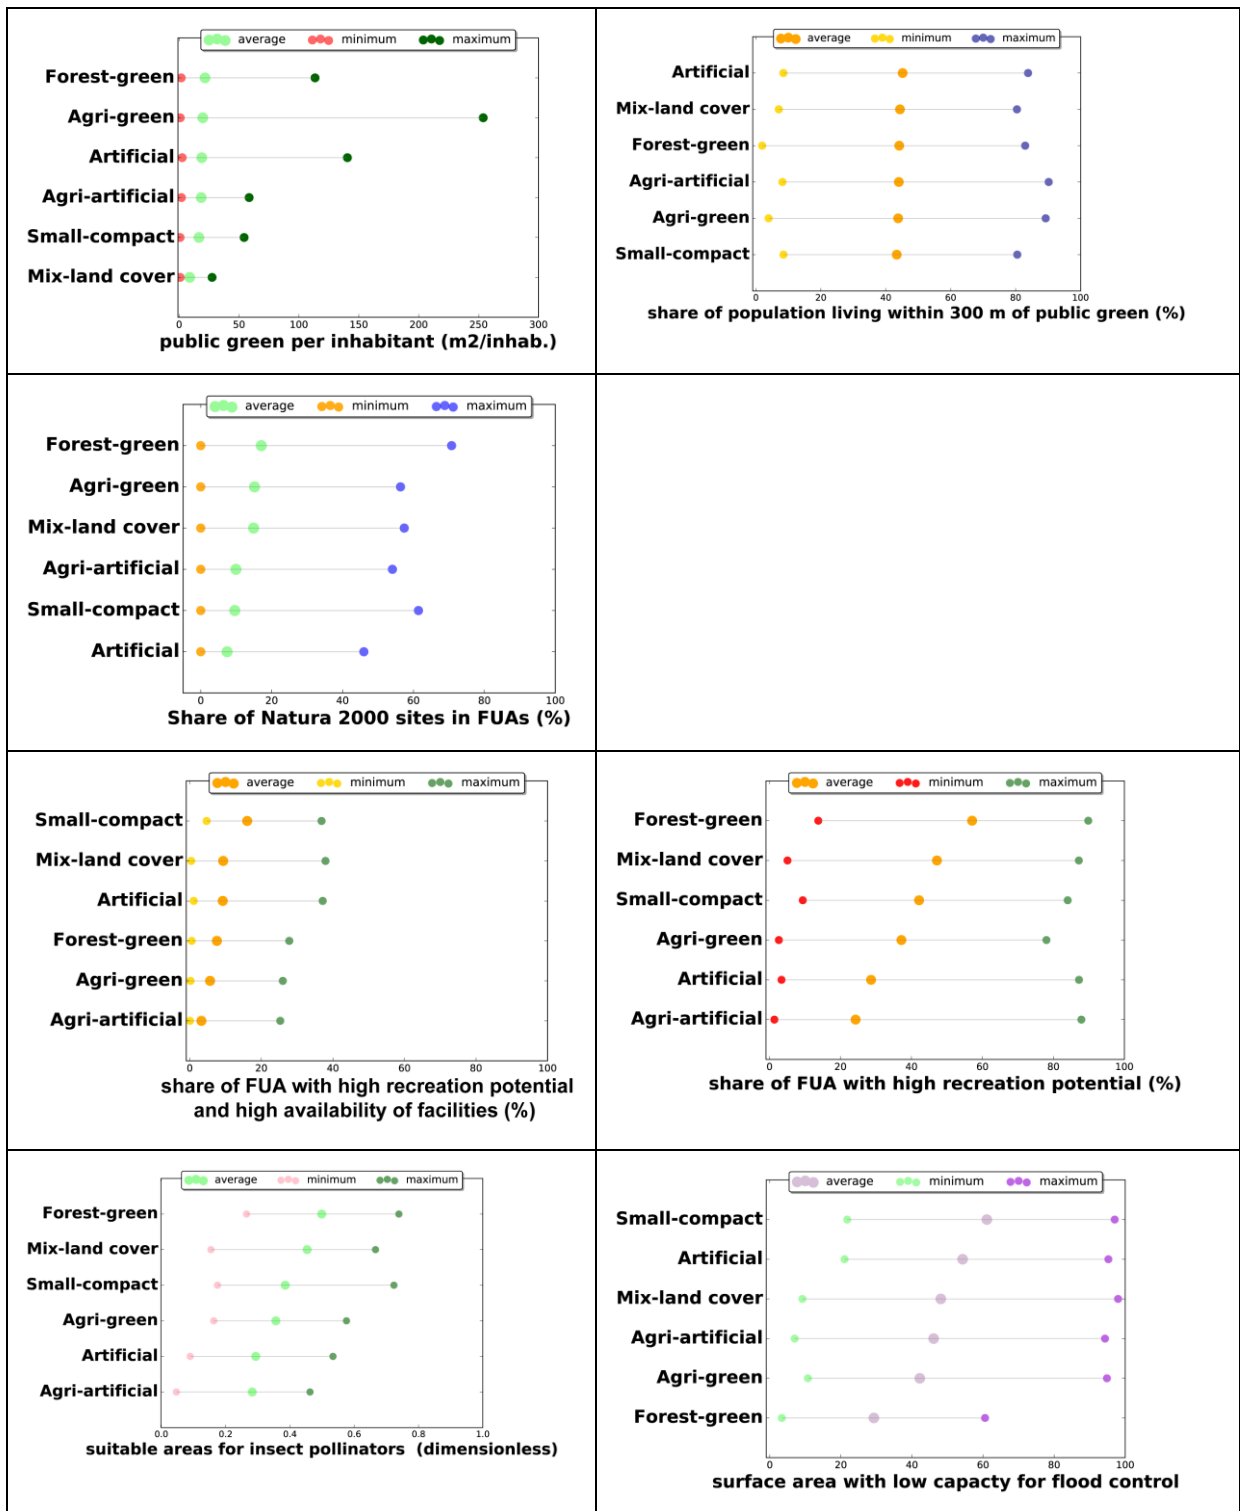 average minimum maximum
Forest-green
Agri-green
Artificial
Agri-artificial
Small-compact
Mix-land cover
0 50 100 150 200 250 300
public green per inhabitant (m2/inhab.)
average minimum maximum
Artificial
Mix-land cover
Forest-green
Agri-artificial
Agri-green
Small-compact
0 20 40 60 80 100
share of population living within 300 m of public green (%)
average minimum maximum
Forest-green
Agri-green
Mix-land cover
Agri-artificial
Small-compact
Artificial
0 20 40 60 80 100
Share of Natura 2000 sites in FUAs (%)
average minimum maximum
Small-compact
Mix-land cover
Artificial
Forest-green
Agri-green
Agri-artificial
0 20 40 60 80 100
share of FUA with high recreation potential
and high availability of facilities (%)
average minimum maximum
Forest-green
Mix-land cover
Small-compact
Agri-green
Artificial
Agri-artificial
0 20 40 60 80 100
share of FUA with high recreation potential (%)
average minimum maximum
Forest-green
Mix-land cover
Small-compact
Agri-green
Artificial
Agri-artificial
0.0 0.2 0.4 0.6 0.8 1.0
suitable areas for insect pollinators (dimensionless)
average minimum maximum
Small-compact
Artificial
Mix-land cover
Agri-artificial
Agri-green
Forest-green
0 20 40 60 80 100
surface area with low capacty for flood control